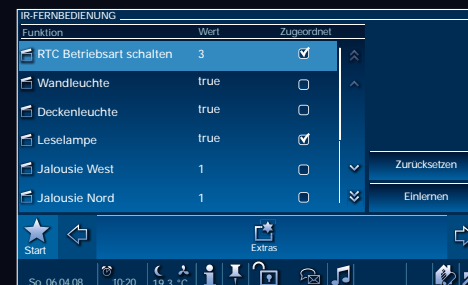 IR-FERNBEDIENUNG
Funktion Wert Zugeordnet
RTC Betriebsart schalten 3
Wandleuchte true
Deckenleuchte true
Leselampe true
Jalousie West 1
Zurücksetzen
Jalousie Nord 1
Einlernen
Start
Extras
So, 06.04.08 10:20 19.3 °C